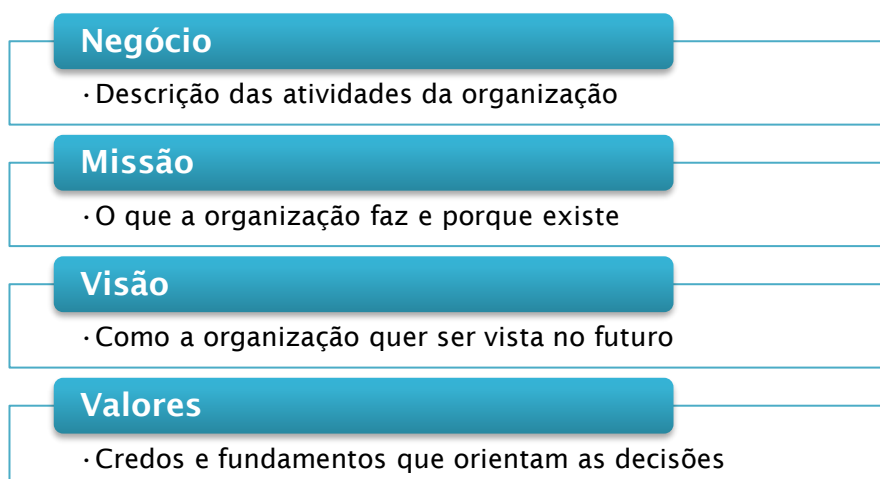 Negócio
·Descrição das atividades da organização
Missão
·O que a organização faz e porque existe
Visão
·Como a organização quer ser vista no futuro
Valores
·Credos e fundamentos que orientam as decisões